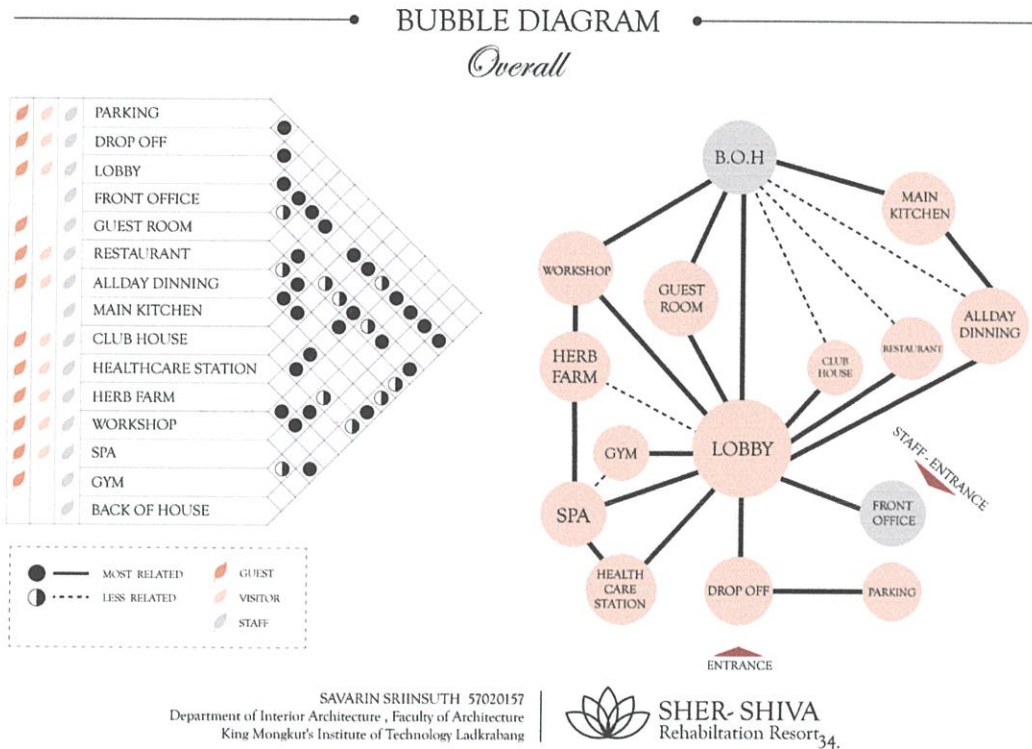 BUBBLE DIAGRAM
Overall
PARKING
DROP OFF
LOBBY
FRONT OFFICE
GUEST ROOM
RESTAURANT
ALLDAY DINNING
MAIN KITCHEN
CLUB HOUSE
HEALTHCARE STATION
HERB FARM
WORKSHOP
SPA
GYM
BACK OF HOUSE
MOST RELATED
LESS RELATED
GUEST
VISITOR
STAFF
B.O.H
MAIN
KITCHEN
WORKSHOP
GUEST
ROOM
ALLDAY
DINNING
RESTAURANT
CLUB
HOUSE
HERB
FARM
LOBBY
GYM
STAFF - ENTRANCE
SPA
FRONT
OFFICE
HEALTH
CARE
STATION
DROP OFF
PARKING
ENTRANCE
SAVARIN SRIINSUTH 57020157
Department of Interior Architecture , Faculty of Architecture
King Mongkut's Institute of Technology Ladkrabang
SHER- SHIVA
Rehabiltation Resort
34.